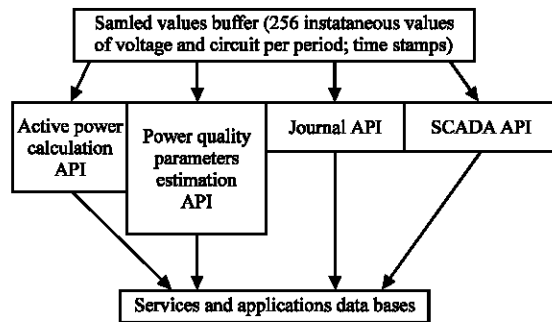 Samled values buffer (256 instataneous values
of voltage and circuit per period; time stamps)
Active power
calculation
API
Power quality
parameters
estimation
API
Journal API
SCADA API
Services and applications data bases